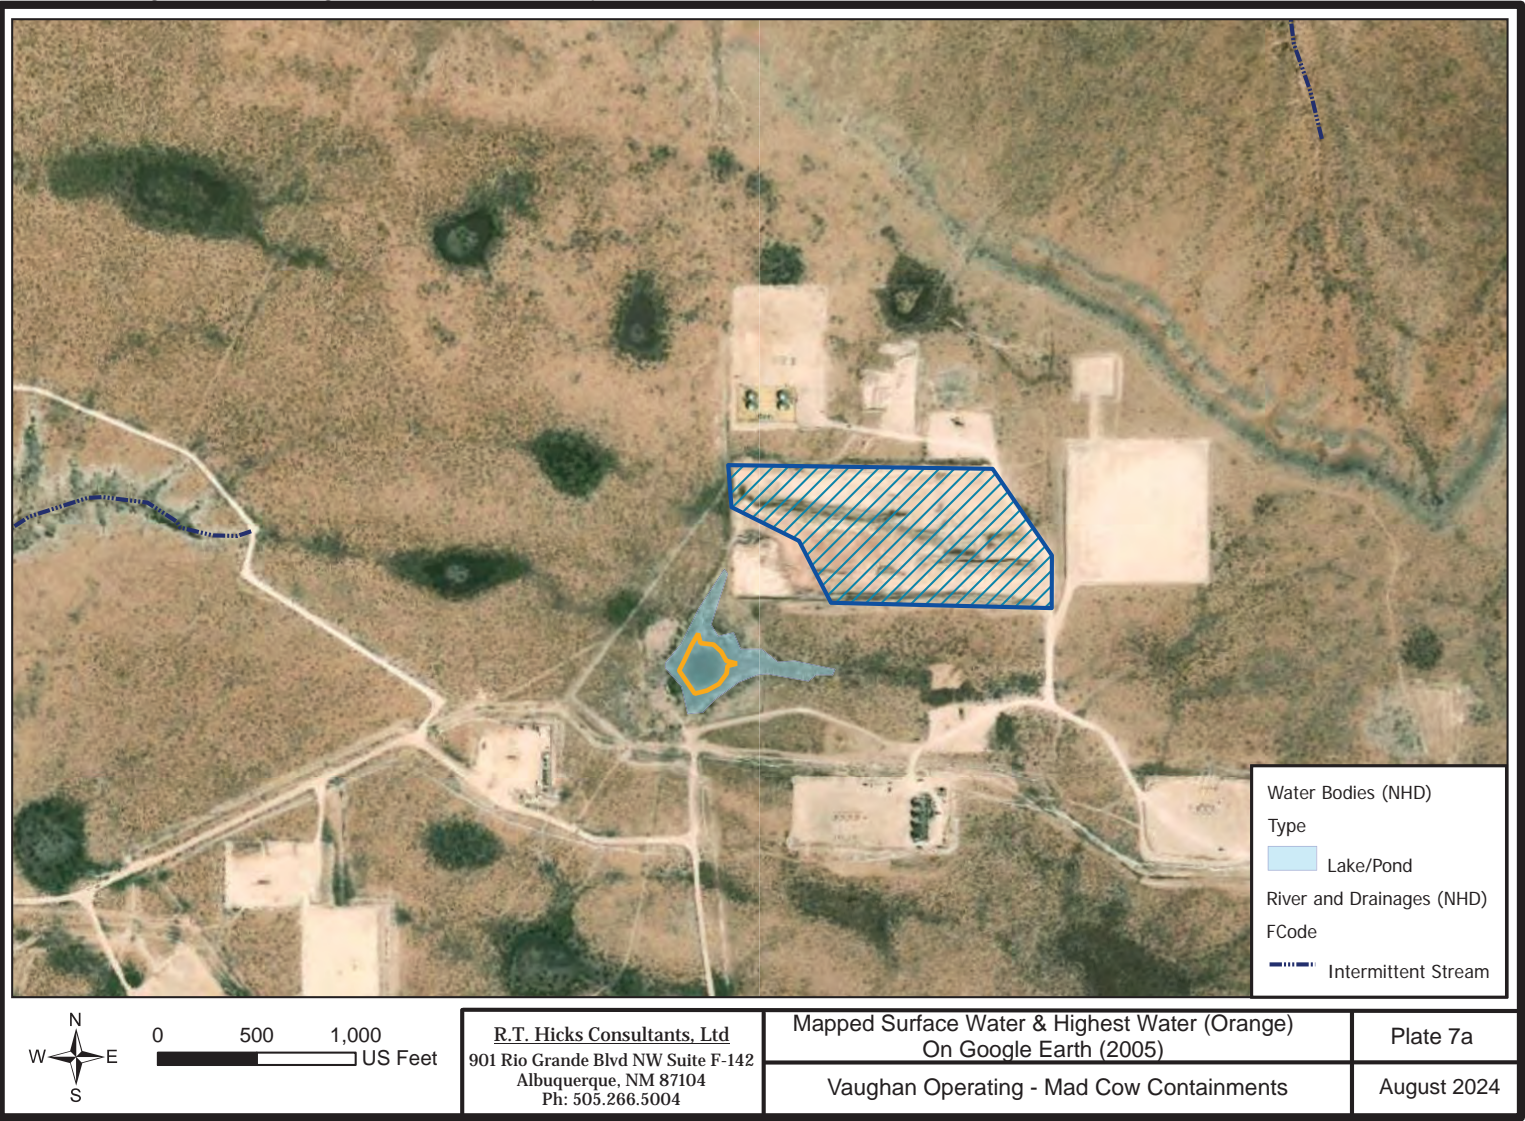 Water Bodies (NHD)
Type
Lake/Pond
River and Drainages (NHD)
FCode
Intermittent Stream
N
W E
S
0 500 1,000
US Feet
R.T. Hicks Consultants, Ltd
901 Rio Grande Blvd NW Suite F-142
Albuquerque, NM 87104
Ph: 505.266.5004
Mapped Surface Water & Highest Water (Orange)
On Google Earth (2005)
Vaughan Operating - Mad Cow Containments
Plate 7a
August 2024